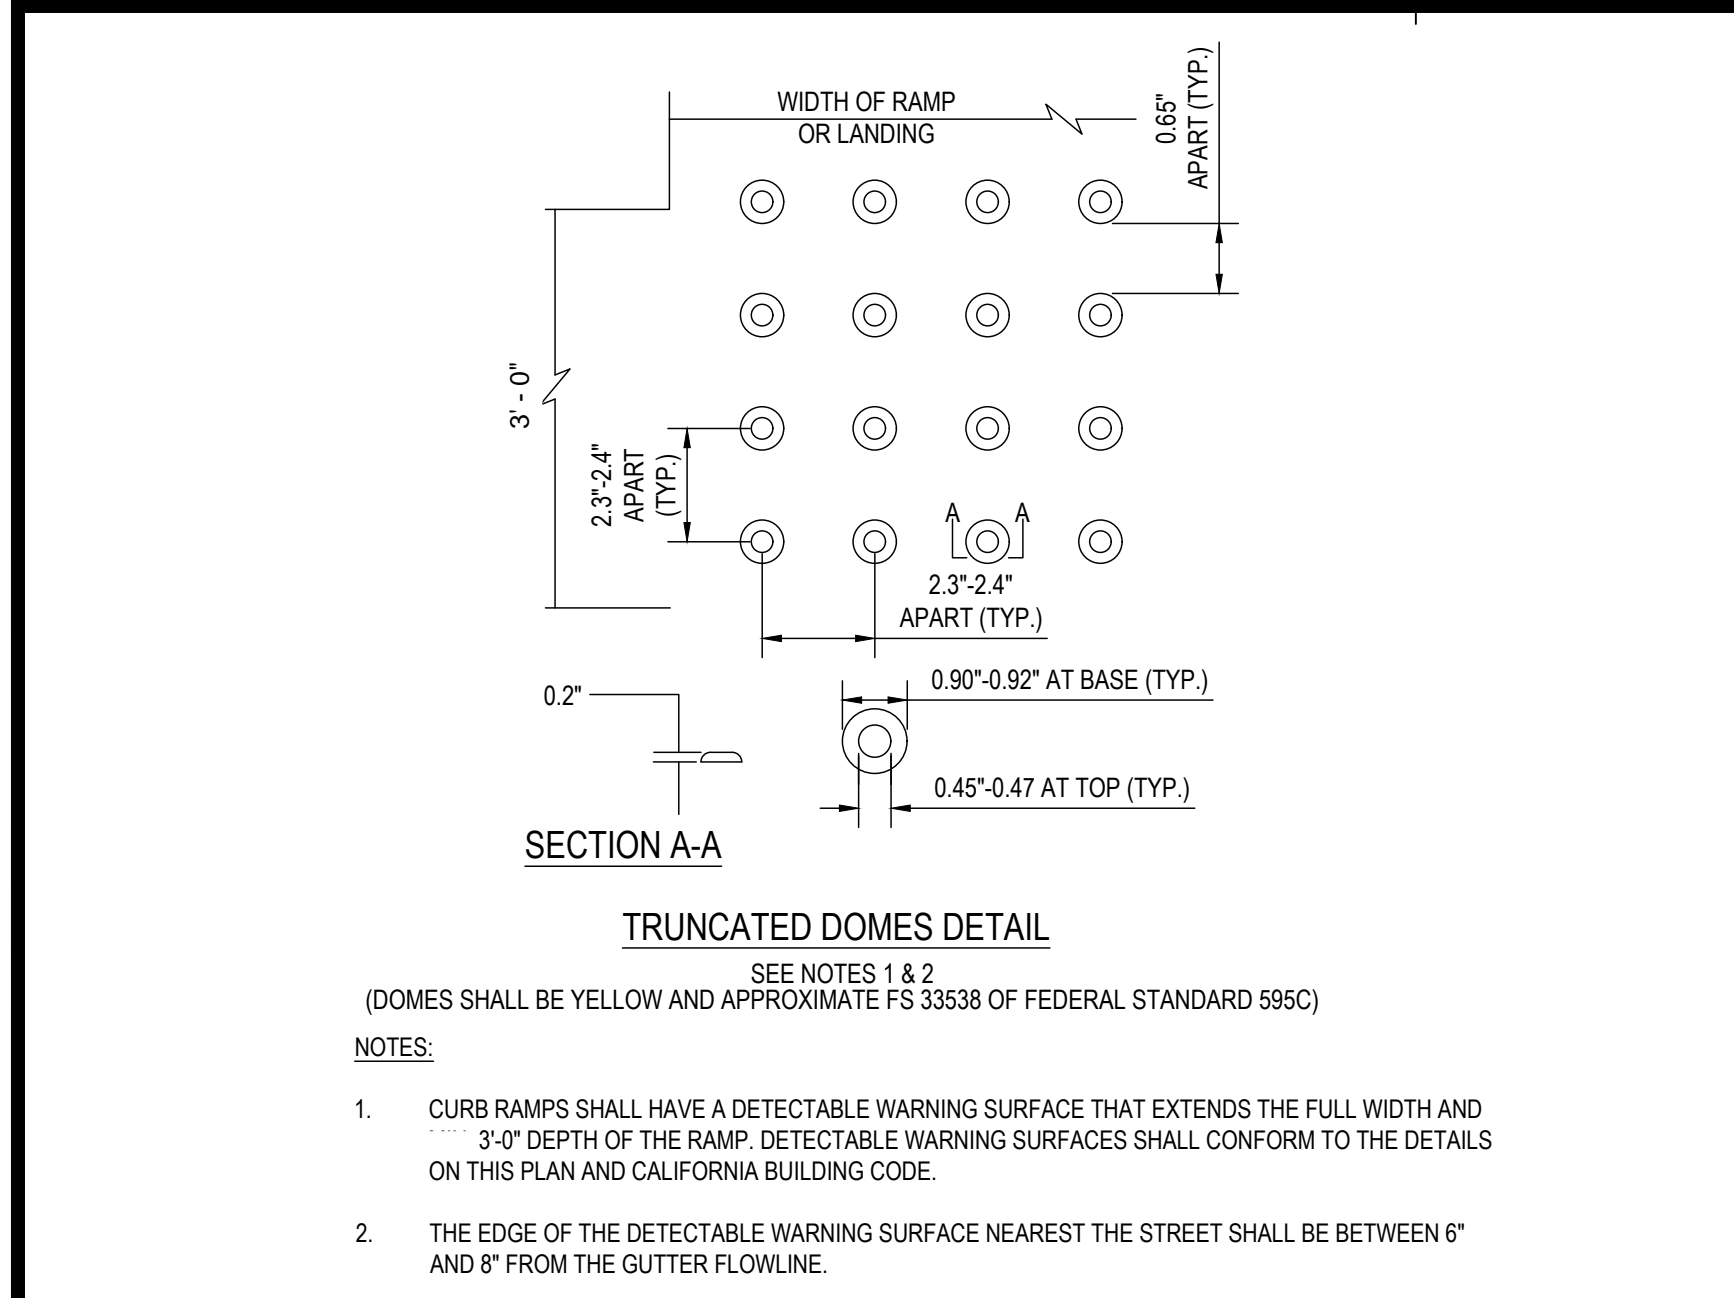 WIDTH OF RAMP
OR LANDING
0.65"
APART (TYP.)
3' - 0"
2.3"-2.4"
APART
(TYP.)
A A
2.3"-2.4"
APART (TYP.)
0.90"-0.92" AT BASE (TYP.)
0.2"
0.45"-0.47 AT TOP (TYP.)
SECTION A-A
TRUNCATED DOMES DETAIL
SEE NOTES 1 & 2
(DOMES SHALL BE YELLOW AND APPROXIMATE FS 33538 OF FEDERAL STANDARD 595C)
NOTES:
1. CURB RAMPS SHALL HAVE A DETECTABLE WARNING SURFACE THAT EXTENDS THE FULL WIDTH AND
3'-0" DEPTH OF THE RAMP. DETECTABLE WARNING SURFACES SHALL CONFORM TO THE DETAILS
ON THIS PLAN AND CALIFORNIA BUILDING CODE.
2. THE EDGE OF THE DETECTABLE WARNING SURFACE NEAREST THE STREET SHALL BE BETWEEN 6"
AND 8" FROM THE GUTTER FLOWLINE.